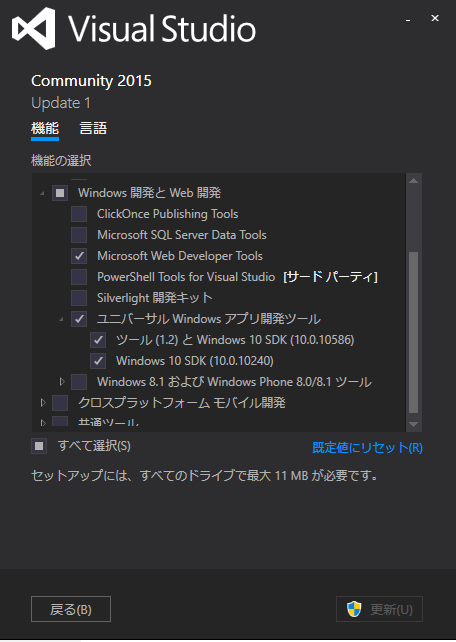 Visual Studio
Community 2015
Update 1
機能 言語
機能の選択
Windows 開発と Web 開発
ClickOnce Publishing Tools
Microsoft SQL Server Data Tools
Microsoft Web Developer Tools
PowerShell Tools for Visual Studio [サード パーティ]
Silverlight 開発キット
ユニバーサル Windows アプリ開発ツール
ツール (1.2) と Windows 10 SDK (10.0.10586)
Windows 10 SDK (10.0.10240)
Windows 8.1 および Windows Phone 8.0/8.1 ツール
クロスプラットフォーム モバイル開発
共通ツール
すべて選択(S) 既定値にリセット(R)
セットアップには、すべてのドライブで最大 11 MB が必要です。
戻る(B) 更新(U)